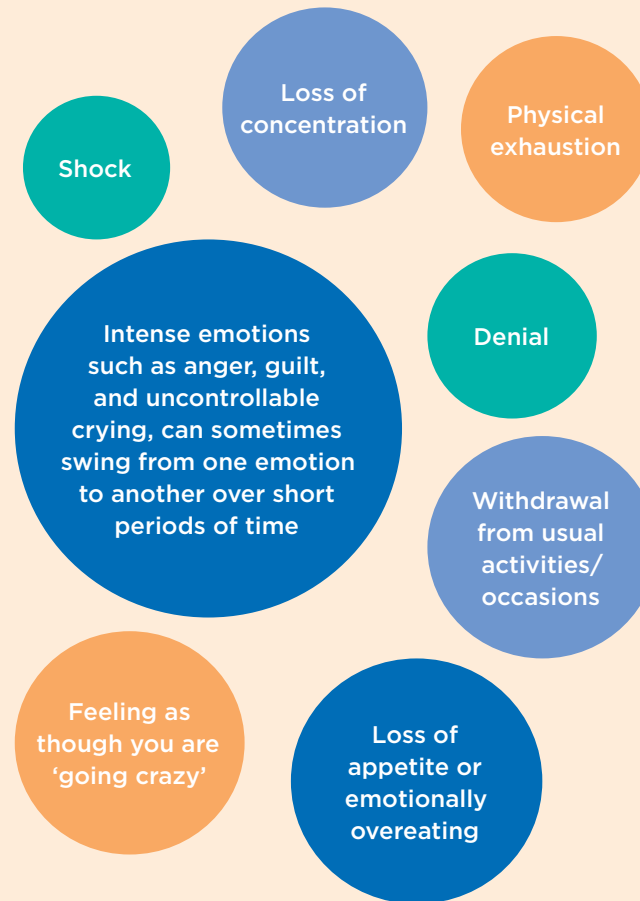 Loss of
concentration
Physical
exhaustion
Shock
Intense emotions
such as anger, guilt,
and uncontrollable
crying, can sometimes
swing from one emotion
to another over short
periods of time
Denial
Withdrawal
from usual
activities/
occasions
Feeling as
though you are
‘going crazy’
Loss of
appetite or
emotionally
overeating